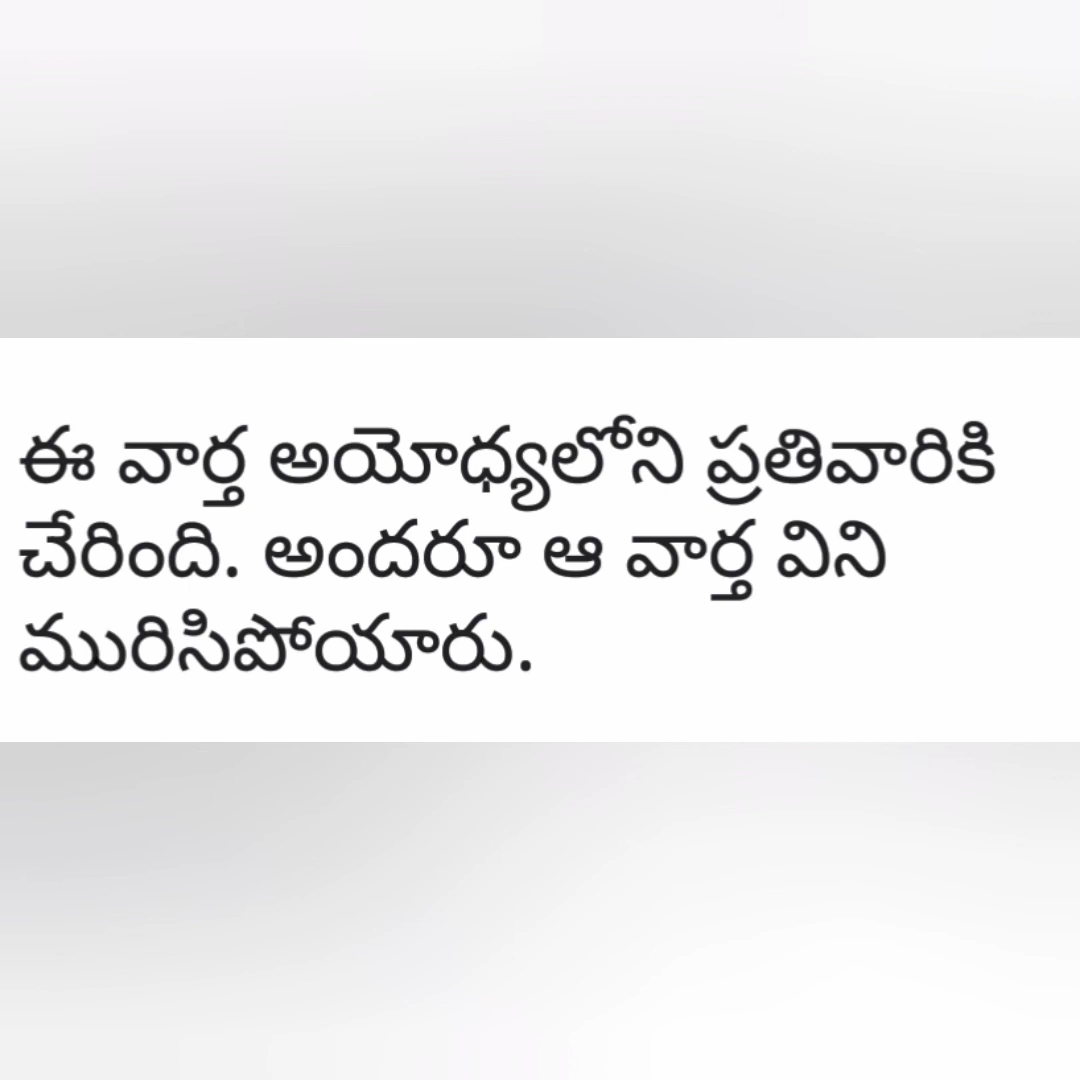 ఈ వార్త అయోధ్యలోని ప్రతివారికి
చేరింది. అందరూ ఆ వార్త విని
మురిసిపోయారు.